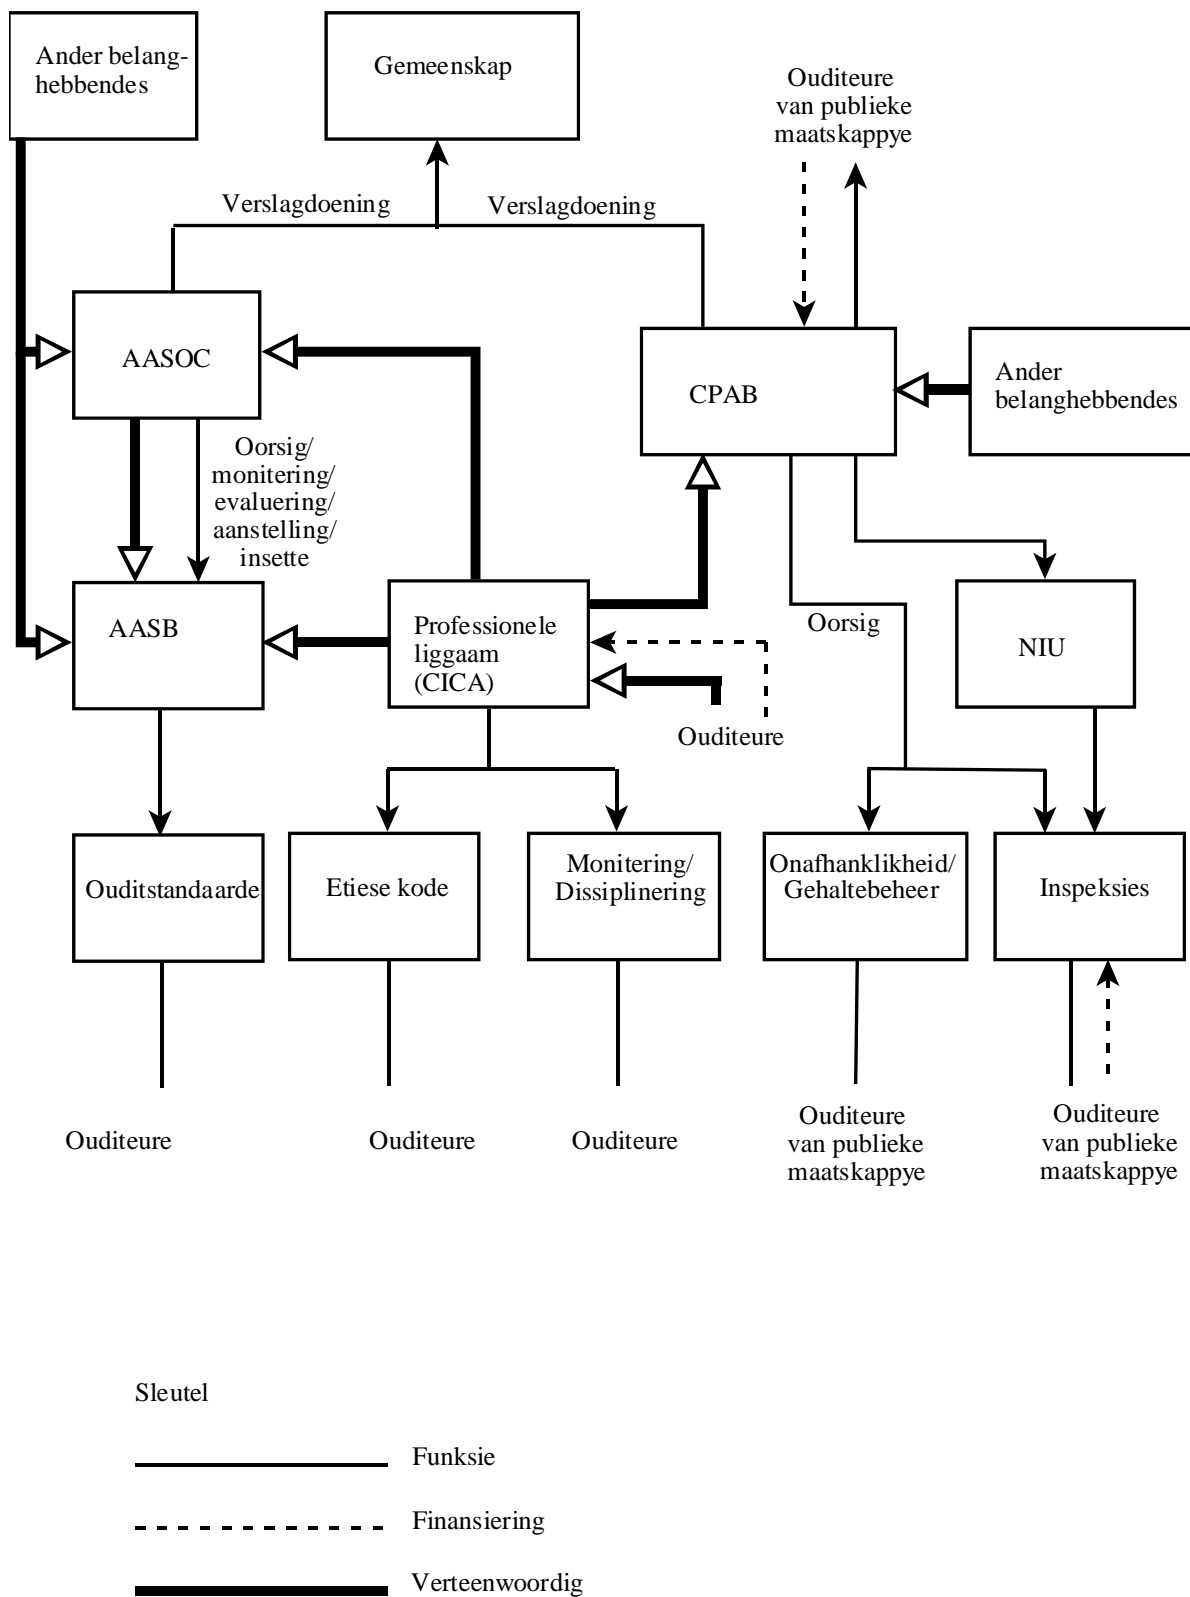 Ander belang-
hebbendes
Gemeenskap
Ouditeure
van publieke
maatskappye
Verslagdoening
Verslagdoening
AASOC
CPAB
Ander
belanghebbendes
Oorsig/
monitering/
evaluering/
aanstelling/
insette
AASB
Professionele
liggaam
(CICA)
Oorsig
NIU
Ouditeure
Ouditstandaarde
Etiese kode
Monitering/
Dissiplinering
Onafhanklikheid/
Gehaltebeheer
Inspeksies
Ouditeure
Ouditeure
Ouditeure
Ouditeure
van publieke
maatskappye
Ouditeure
van publieke
maatskappye
Sleutel
Funksie
Finansiering
Verteenwoordig